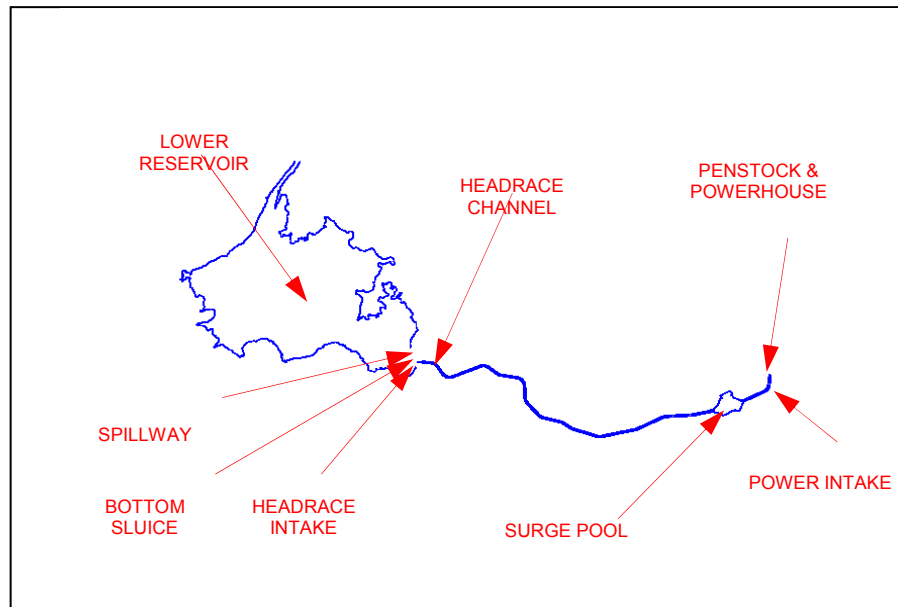 LOWER
RESERVOIR
HEADRACE
CHANNEL
PENSTOCK &
POWERHOUSE
SPILLWAY
BOTTOM
SLUICE
HEADRACE
INTAKE
SURGE POOL
POWER INTAKE